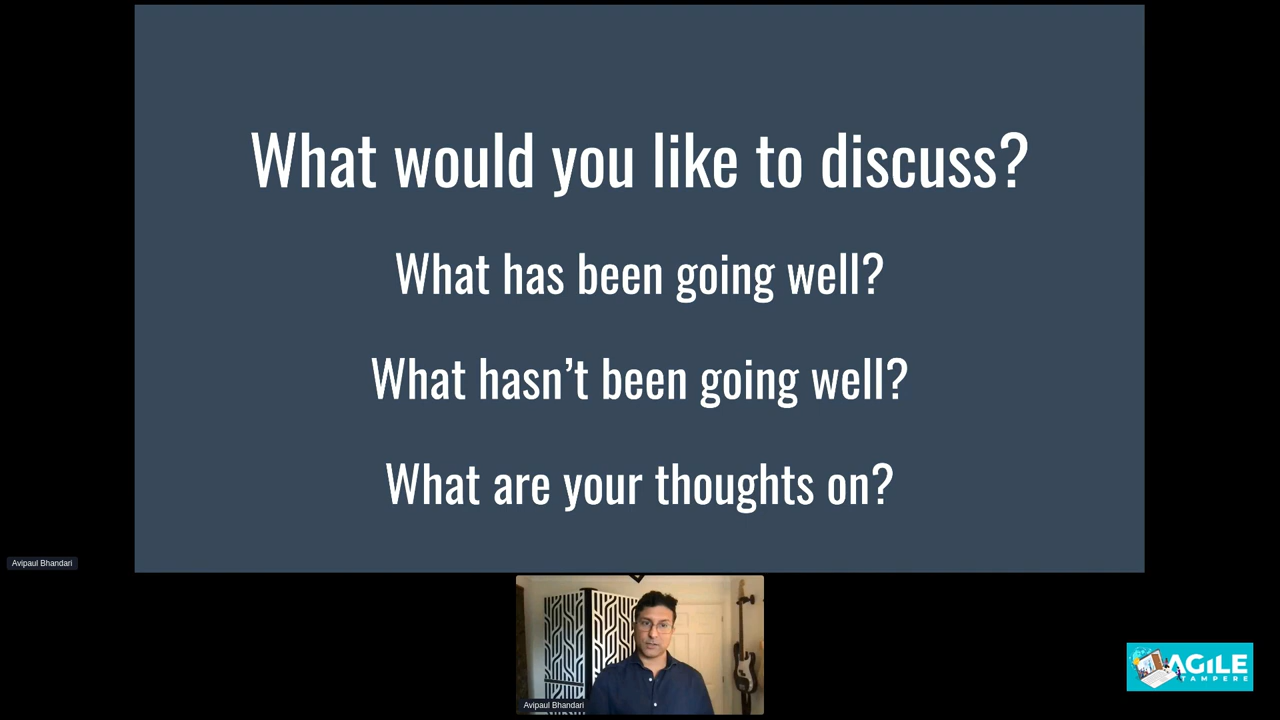 What would you like to discuss?
What has been going well?
What hasn’t been going well?
What are your thoughts on?
Avipaul Bhandari
Avipaul Bhandari
AGILE
TAMPERE